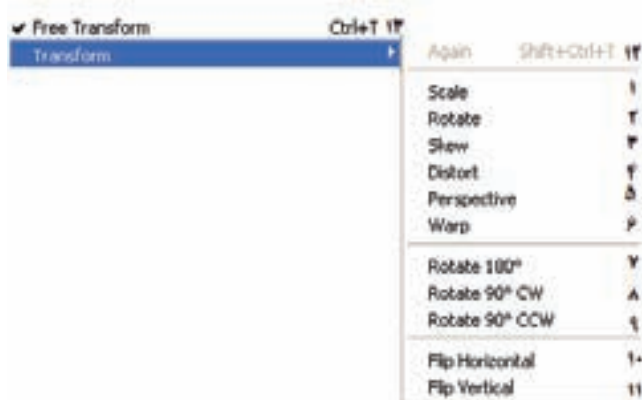 ✔ Free Transform Ctrl+T ۱۳
Transform
Again Shift+Ctrl+T ۱۲
Scale ۱
Rotate ۲
Skew ۳
Distort ۴
Perspective ۵
Warp ۶
Rotate 180° ۷
Rotate 90° CW ۸
Rotate 90° CCW ۹
Flip Horizontal ۱۰
Flip Vertical ۱۱